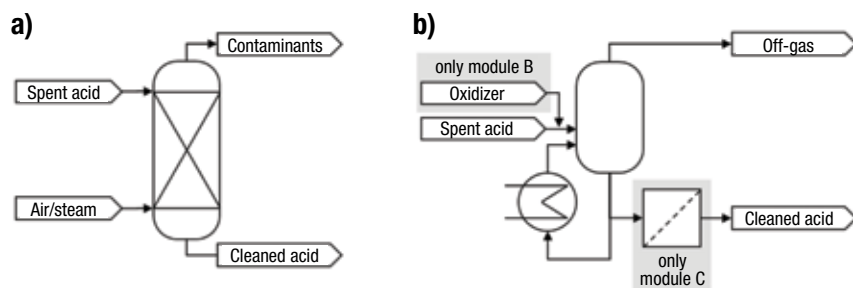 a)
Contaminants
Spent acid
Air/steam
Cleaned acid
b)
only module B
Oxidizer
Spent acid
Off-gas
Cleaned acid
only
module C